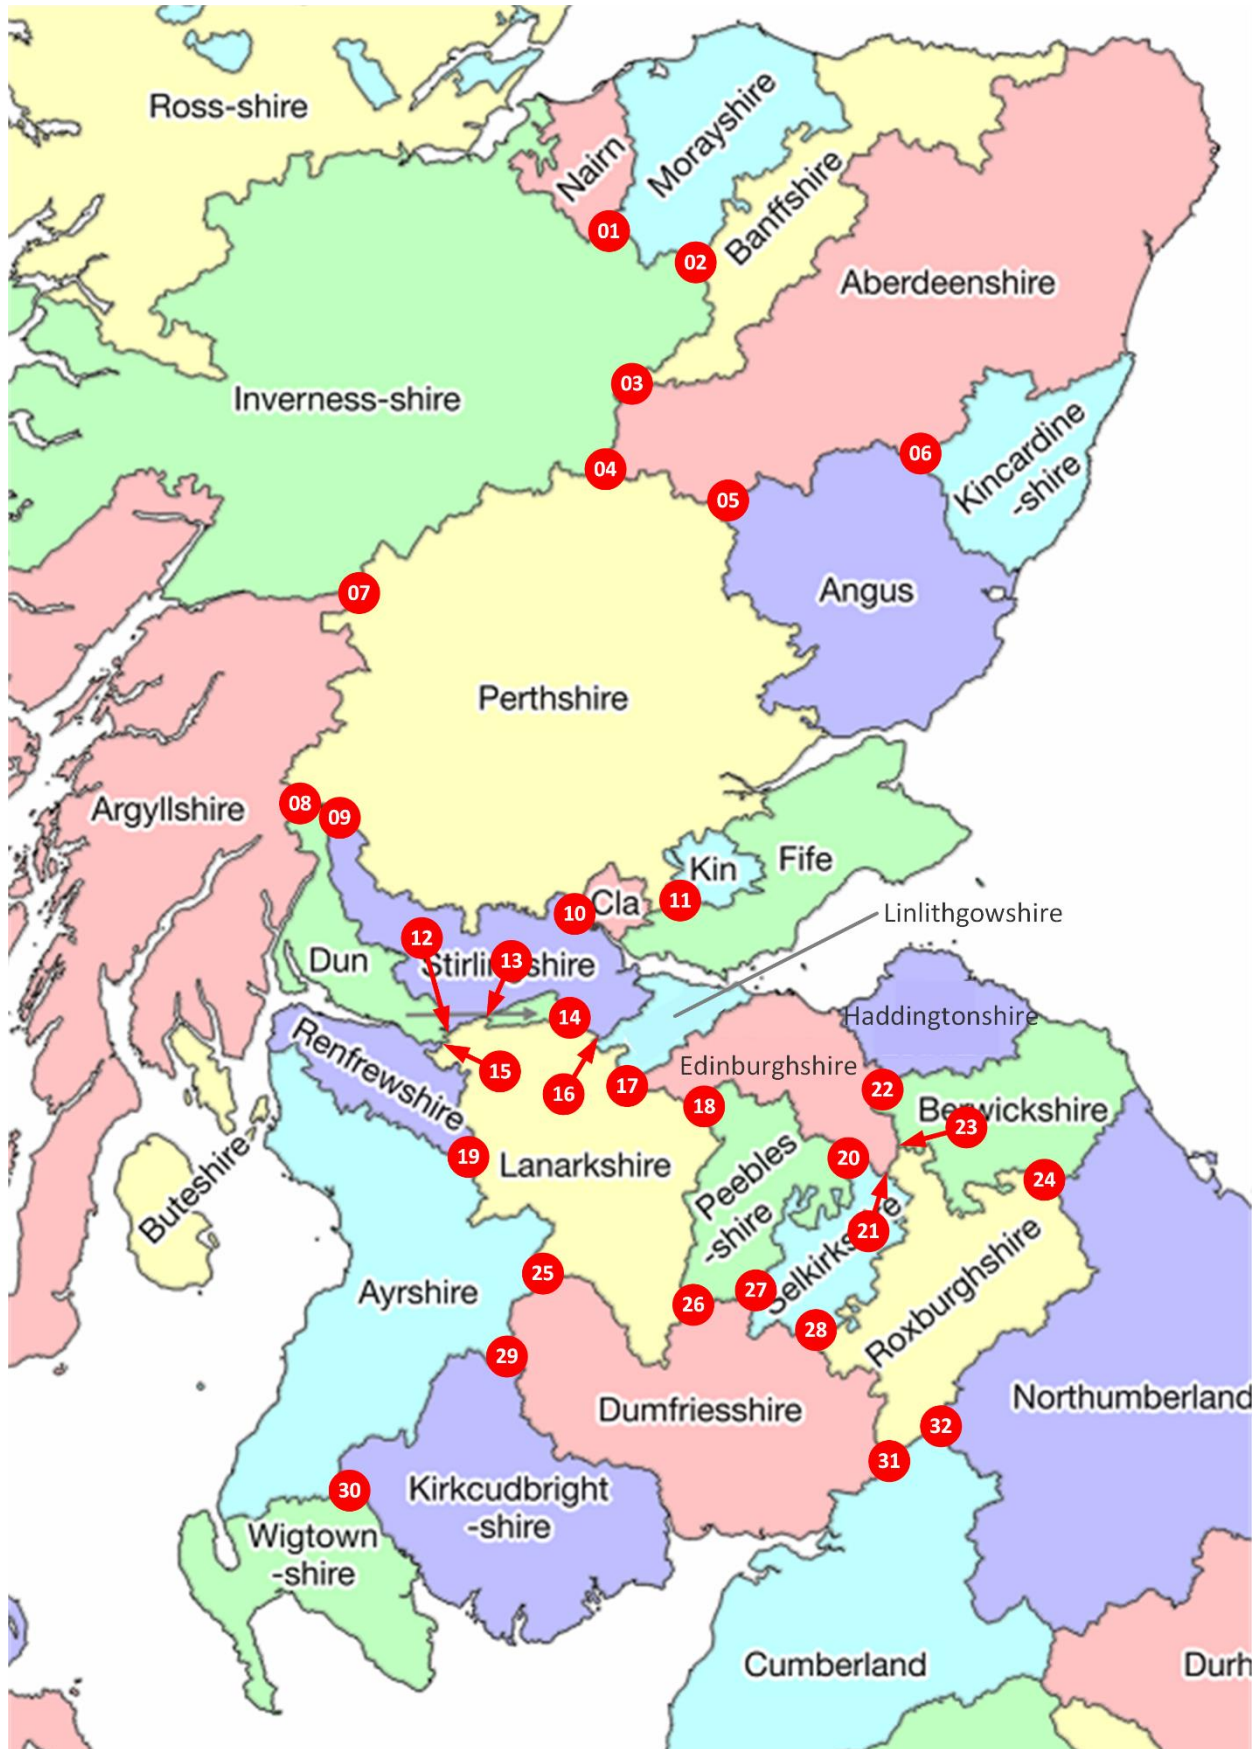 Ross-shire
Nairn
Morayshire
Banffshire
01
02
Aberdeenshire
03
Inverness-shire
04
05
06
Kincardine
-shire
07
Angus
Perthshire
08
09
Argyllshire
Kin
Fife
10
Cla
11
Linlithgowshire
12
Dun
Stirlingshire
13
14
Haddingtonshire
Renfrewshire
15
16
17
Edinburghshire
18
22
Berwickshire
23
19
Lanarkshire
Peebles
-shire
20
24
Buteshire
21
Selkirkshire
25
Ayrshire
26
27
28
Roxburghshire
29
Dumfriesshire
Northumberland
32
31
30
Kirkcudbright
-shire
Wigtown
-shire
Cumberland
Durh